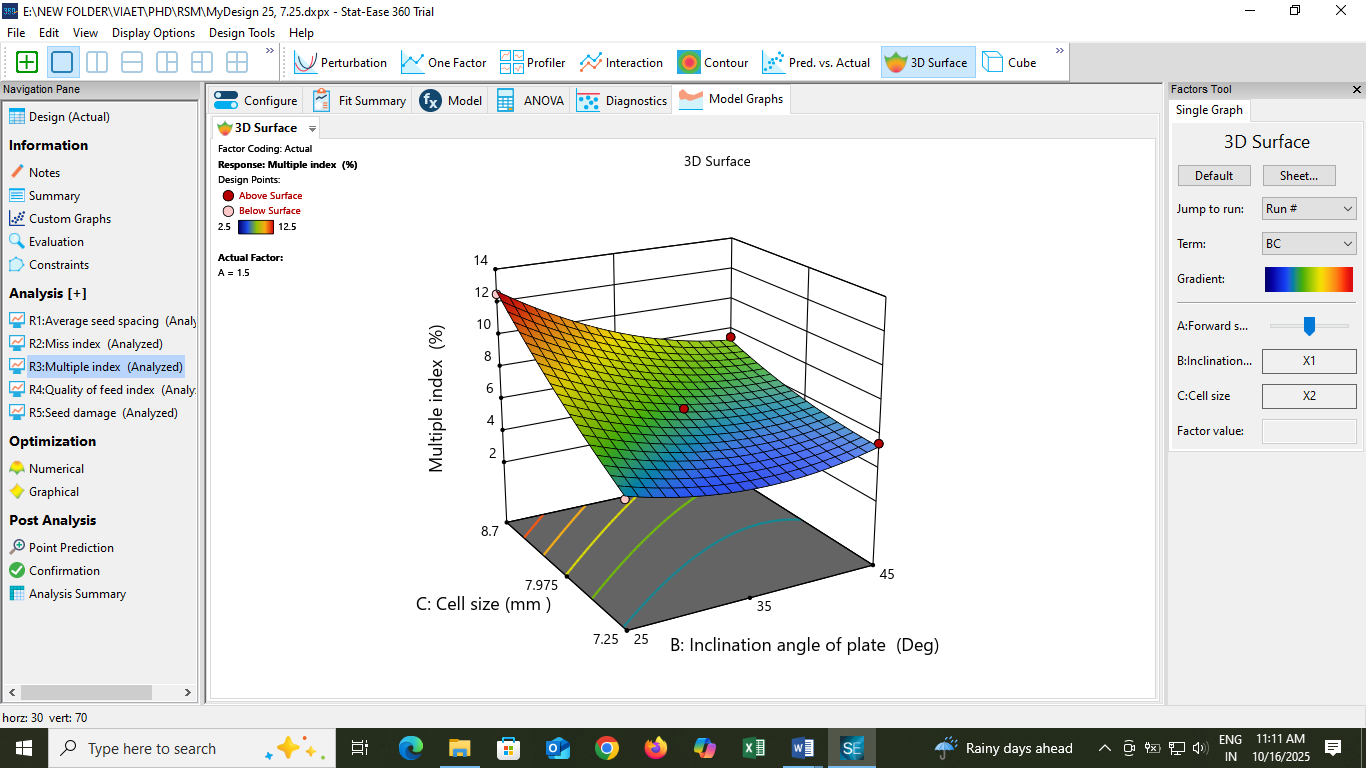 E:\NEW FOLDER\VIAET\PHD\RSM\MyDesign 25, 7.25.dxpx - Stat-Ease 360 Trial
File Edit View Display Options Design Tools Help
Perturbation One Factor Profiler Interaction Contour Pred. vs. Actual 3D Surface Cube
Navigation Pane
Design (Actual)
Information
Notes
Summary
Custom Graphs
Evaluation
Constraints
Analysis [+]
R1:Average seed spacing (Analy
R2:Miss index (Analyzed)
R3:Multiple index (Analyzed)
R4:Quality of feed index (Analy
R5:Seed damage (Analyzed)
Optimization
Numerical
Graphical
Post Analysis
Point Prediction
Confirmation
Analysis Summary
Configure Fit Summary Model ANOVA Diagnostics Model Graphs
3D Surface
Factor Coding: Actual
Response: Multiple index (%)
Design Points:
Above Surface
Below Surface
2.5 12.5
Actual Factor:
A = 1.5
3D Surface
14
12
10
8
6
4
2
Multiple index (%)
8.7
7.975
7.25
C: Cell size (mm )
25
35
45
B: Inclination angle of plate (Deg)
Factors Tool
Single Graph
3D Surface
Default Sheet...
Jump to run: Run #
Term: BC
Gradient:
A:Forward s...
B:Inclination... X1
C:Cell size X2
Factor value:
horz: 30 vert: 70
Type here to search
Rainy days ahead
ENG
IN
11:11 AM
10/16/2025